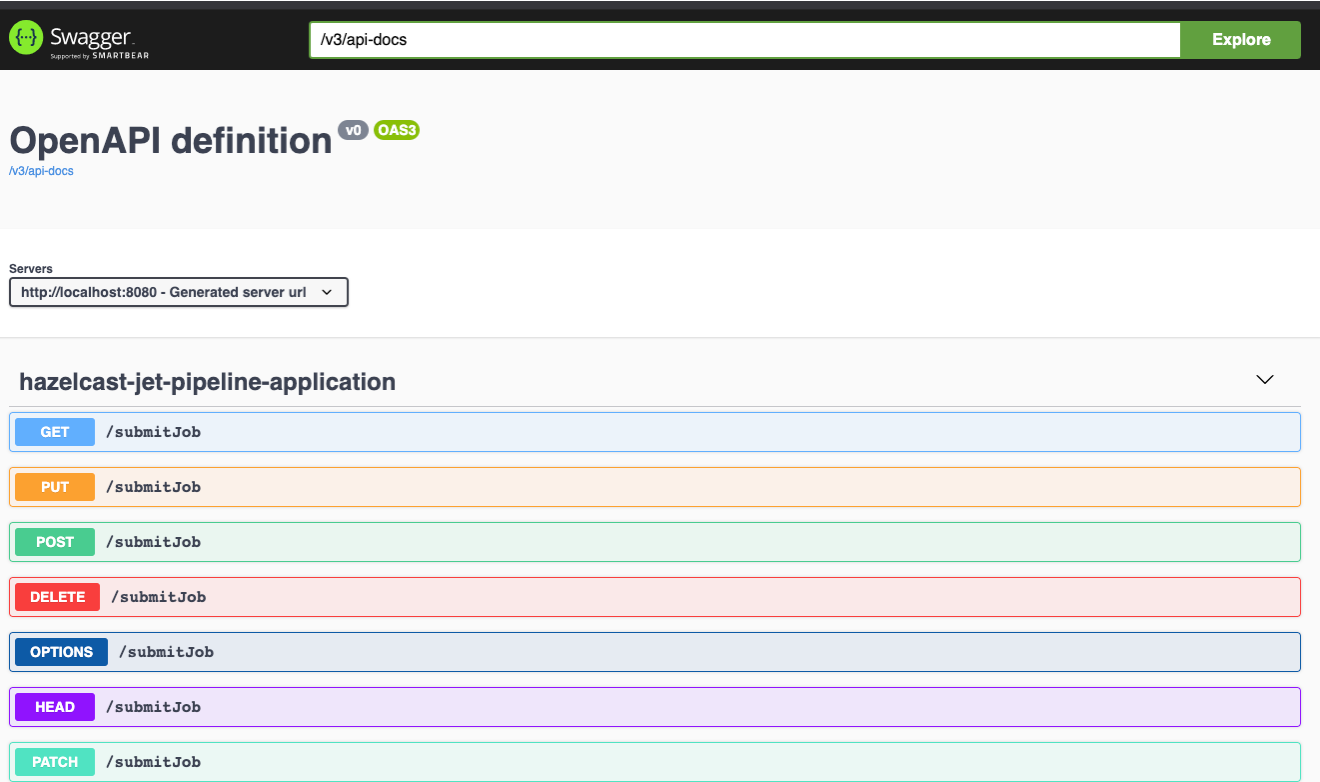 {···} Swagger
Supported by SMARTBEAR
/v3/api-docs
Explore
OpenAPI definition v0 OAS3
/v3/api-docs
Servers
http://localhost:8080 - Generated server url
hazelcast-jet-pipeline-application
GET /submitJob
PUT /submitJob
POST /submitJob
DELETE /submitJob
OPTIONS /submitJob
HEAD /submitJob
PATCH /submitJob